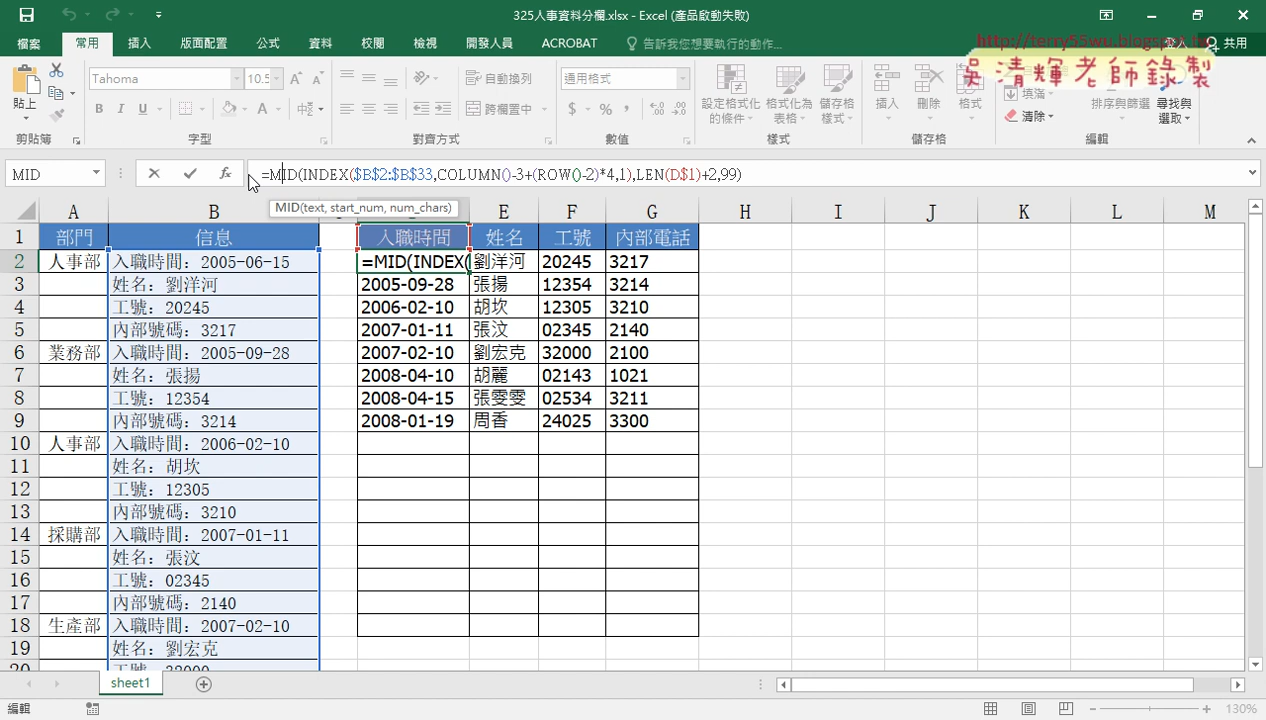 325人事資料分欄.xlsx - Excel (產品啟動失敗)
檔案 常用 插入 版面配置 公式 資料 校閱 檢視 開發人員 ACROBAT 告訴我您想要執行的動作... 登入 共用
http://terry55wu.blogspot.tw
吳清輝老師錄製
Tahoma 10.5 自動換列 通用格式
貼上 B I U 跨欄置中 $ % , 設定格式化的條件 格式化為表格 儲存格樣式 插入 刪除 格式 填滿 清除 排序與篩選 尋找與選取
剪貼簿 字型 對齊方式 數值 樣式 儲存格 編輯
MID =MID(INDEX($B$2:$B$33,COLUMN()-3+(ROW()-2)*4,1),LEN(D$1)+2,99)
MID(text, start_num, num_chars)
A B E F G H I J K L M
1 部門 信息 入職時間 姓名 工號 內部電話
2 人事部 入職時間：2005-06-15 =MID(INDEX( 劉洋河 20245 3217
3 姓名：劉洋河 2005-09-28 張揚 12354 3214
4 工號：20245 2006-02-10 胡坎 12305 3210
5 內部號碼：3217 2007-01-11 張汶 02345 2140
6 業務部 入職時間：2005-09-28 2007-02-10 劉宏克 32000 2100
7 姓名：張揚 2008-04-10 胡麗 02143 1021
8 工號：12354 2008-04-15 張雯雯 02534 3211
9 內部號碼：3214 2008-01-19 周香 24025 3300
10 人事部 入職時間：2006-02-10
11 姓名：胡坎
12 工號：12305
13 內部號碼：3210
14 採購部 入職時間：2007-01-11
15 姓名：張汶
16 工號：02345
17 內部號碼：2140
18 生產部 入職時間：2007-02-10
19 姓名：劉宏克
20 工號：32000
sheet1
編輯 130%